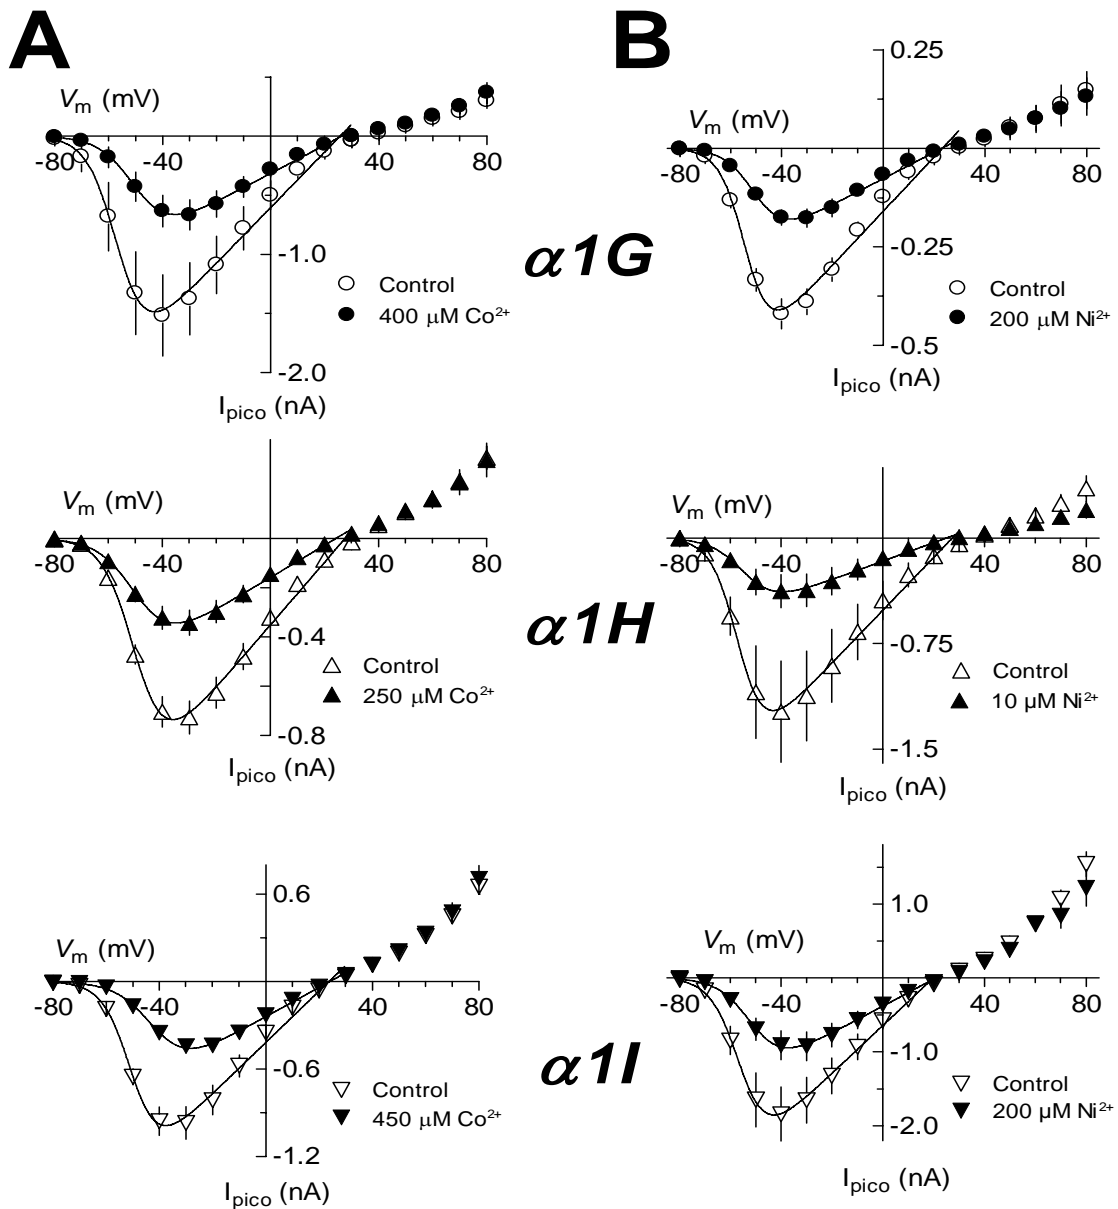 A
V_m (mV)
-80 -40 40 80
-1.0
-2.0
Control
400 µM Co²⁺
I_pico (nA)
B
0.25
V_m (mV)
-80 -40 40 80
-0.25
-0.5
Control
200 µM Ni²⁺
I_pico (nA)
α1G
V_m (mV)
-80 -40 40 80
-0.4
-0.8
Control
250 µM Co²⁺
I_pico (nA)
V_m (mV)
-80 -40 40 80
-0.75
-1.5
Control
10 µM Ni²⁺
I_pico (nA)
α1H
0.6
V_m (mV)
-80 -40 40 80
-0.6
-1.2
Control
450 µM Co²⁺
I_pico (nA)
1.0
V_m (mV)
-80 -40 40 80
-1.0
-2.0
Control
200 µM Ni²⁺
I_pico (nA)
α1I